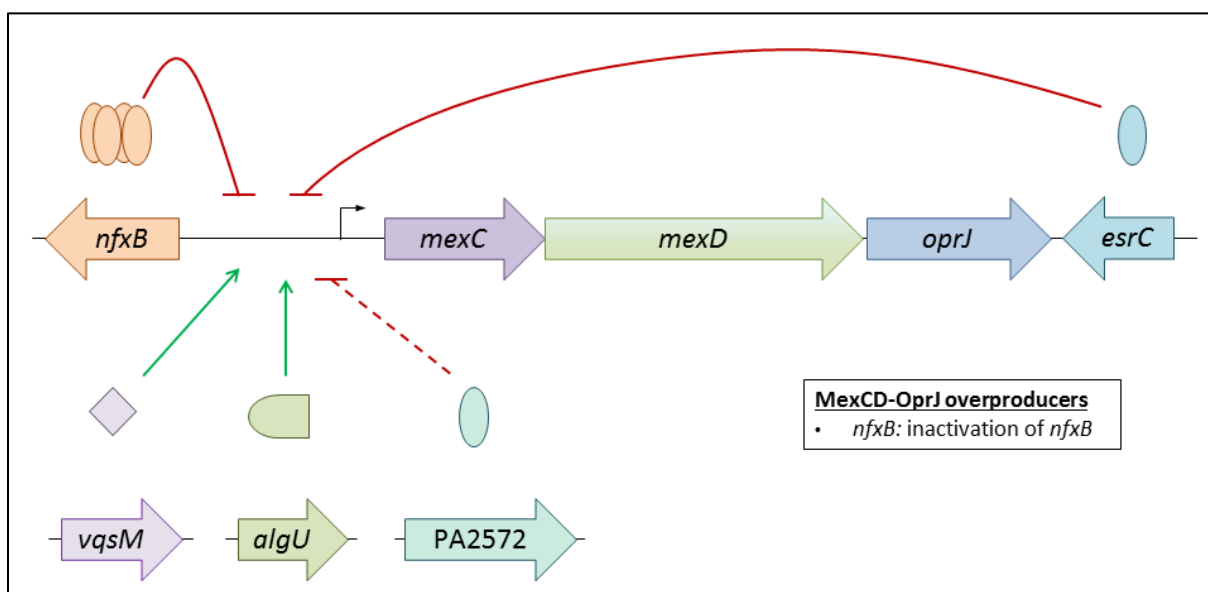 nfxB
mexC
mexD
oprJ
esrC
MexCD-OprJ overproducers
• nfxB: inactivation of nfxB
vqsM
algU
PA2572